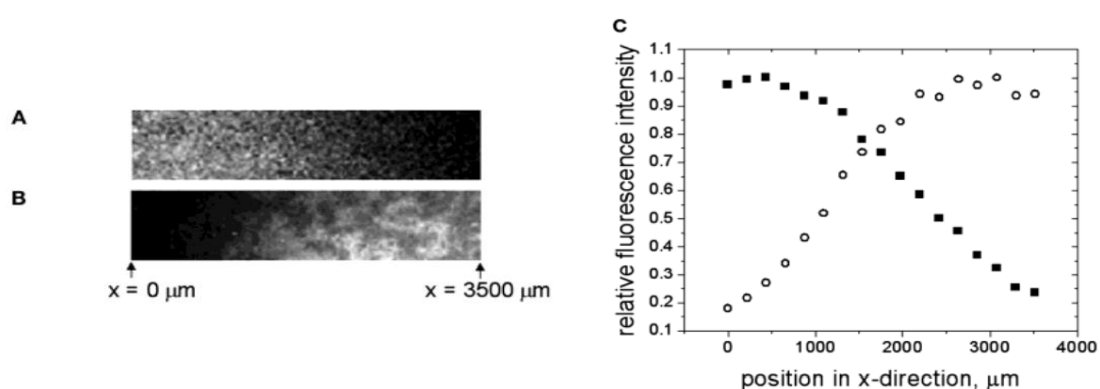 A
B
x = 0 μm
x = 3500 μm
C
relative fluorescence intensity
1.1
1.0
0.9
0.8
0.7
0.6
0.5
0.4
0.3
0.2
0.1
0
1000
2000
3000
4000
position in x-direction, μm